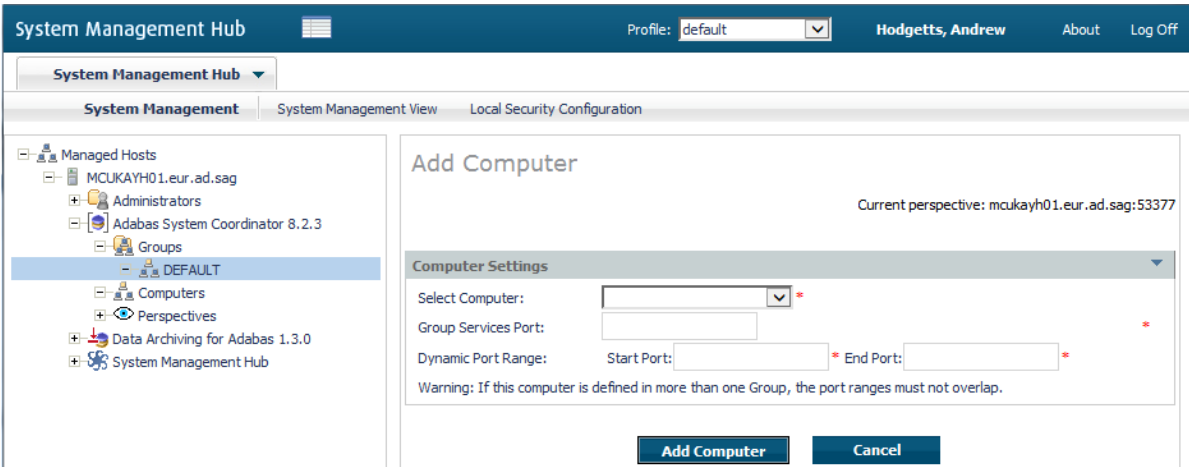 System Management Hub
Profile: default
Hodgetts, Andrew
About
Log Off
System Management Hub
System Management
System Management View
Local Security Configuration
Managed Hosts
MCUKAYH01.eur.ad.sag
Administrators
Adabas System Coordinator 8.2.3
Groups
DEFAULT
Computers
Perspectives
Data Archiving for Adabas 1.3.0
System Management Hub
Add Computer
Current perspective: mcukayh01.eur.ad.sag:53377
Computer Settings
Select Computer: *
Group Services Port: *
Dynamic Port Range: Start Port: * End Port: *
Warning: If this computer is defined in more than one Group, the port ranges must not overlap.
Add Computer
Cancel